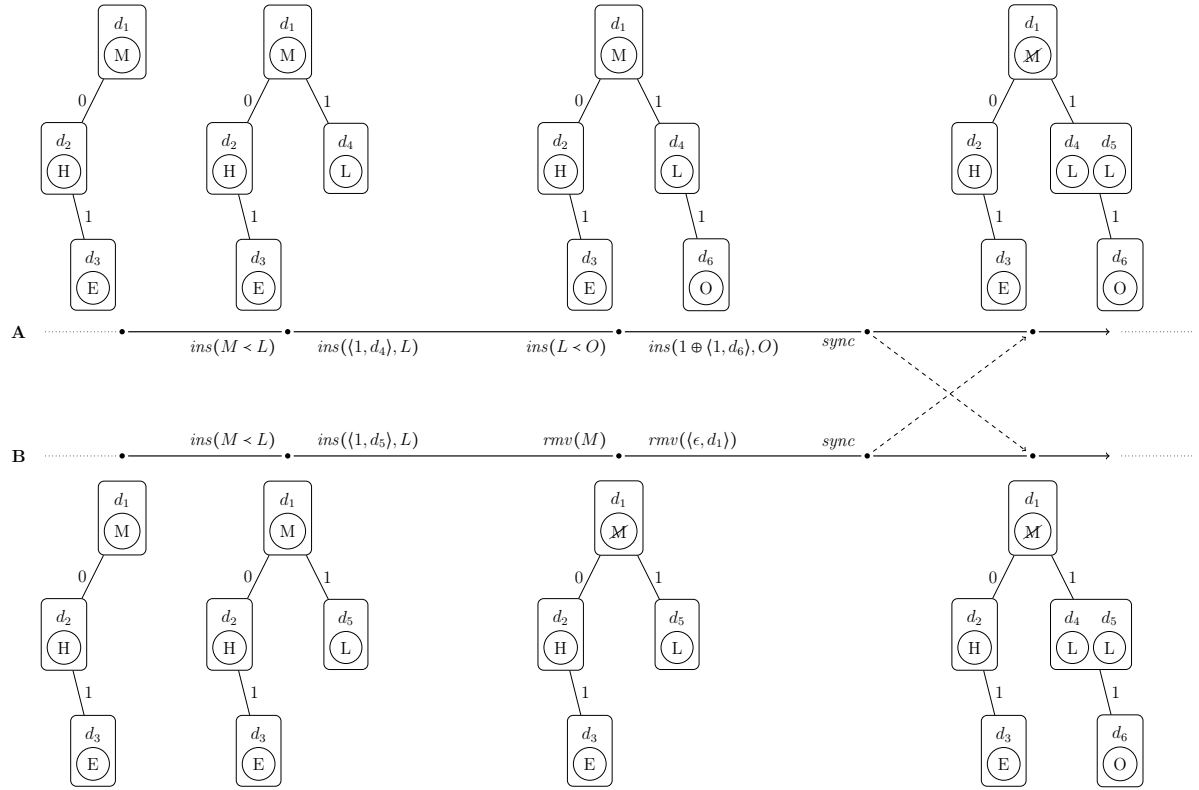 d₁ d₁ d₁ d₁
M M M M
0 0 1 0 1 0 1
d₂ d₂ d₄ d₂ d₄ d₂ d₄ d₅
H H L H L H L L
1 1 1 1 1 1
d₃ d₃ d₃ d₆ d₃ d₆
E E E O E O
A
ins(M < L) ins(⟨1, d₄⟩, L) ins(L < O) ins(1 ⊕ ⟨1, d₆⟩, O) sync
ins(M < L) ins(⟨1, d₅⟩, L) rmv(M) rmv(⟨ϵ, d₁⟩) sync
B
d₁ d₁ d₁ d₁
M M M M
0 0 1 0 1 0 1
d₂ d₂ d₅ d₂ d₅ d₂ d₄ d₅
H H L H L H L L
1 1 1 1 1
d₃ d₃ d₃ d₃ d₆
E E E E O